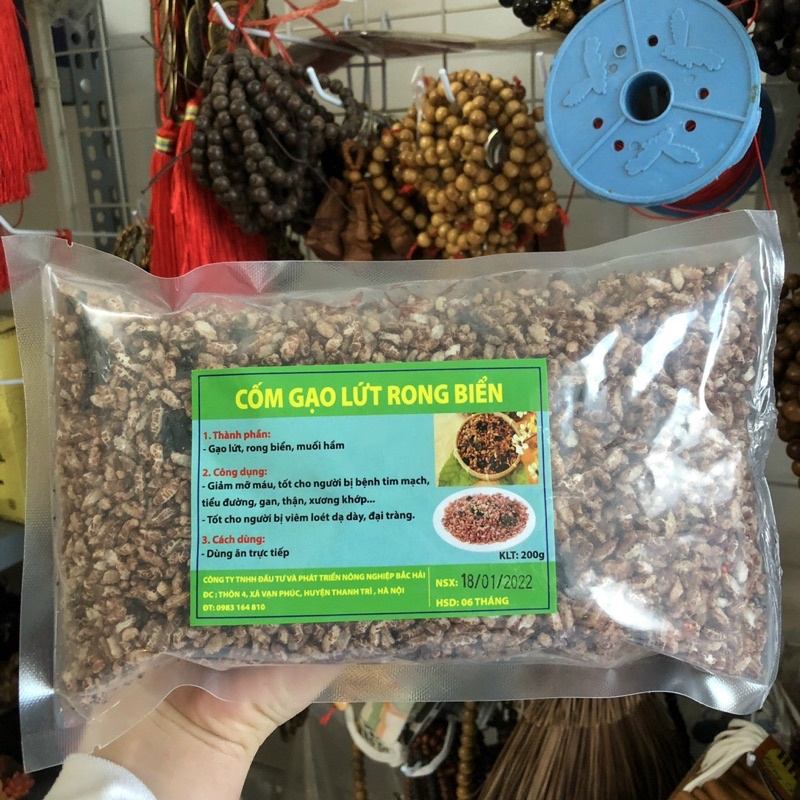 CỐM GẠO LỨT RONG BIỂN
1. Thành phần:
- Gạo lứt, rong biển, muối hầm
2. Công dụng:
- Giảm mỡ máu, tốt cho người bị bệnh tim mạch,
tiểu đường, gan, thận, xương khớp...
- Tốt cho người bị viêm loét dạ dày, đại tràng.
3. Cách dùng:
- Dùng ăn trực tiếp
KLT: 200g
CÔNG TY TNHH ĐẦU TƯ VÀ PHÁT TRIỂN NÔNG NGHIỆP BẮC HẢI
ĐC : THÔN 4, XÃ VẠN PHÚC, HUYỆN THANH TRÌ , HÀ NỘI
ĐT: 0983 164 810
NSX: 18/01/2022
HSD: 06 THÁNG